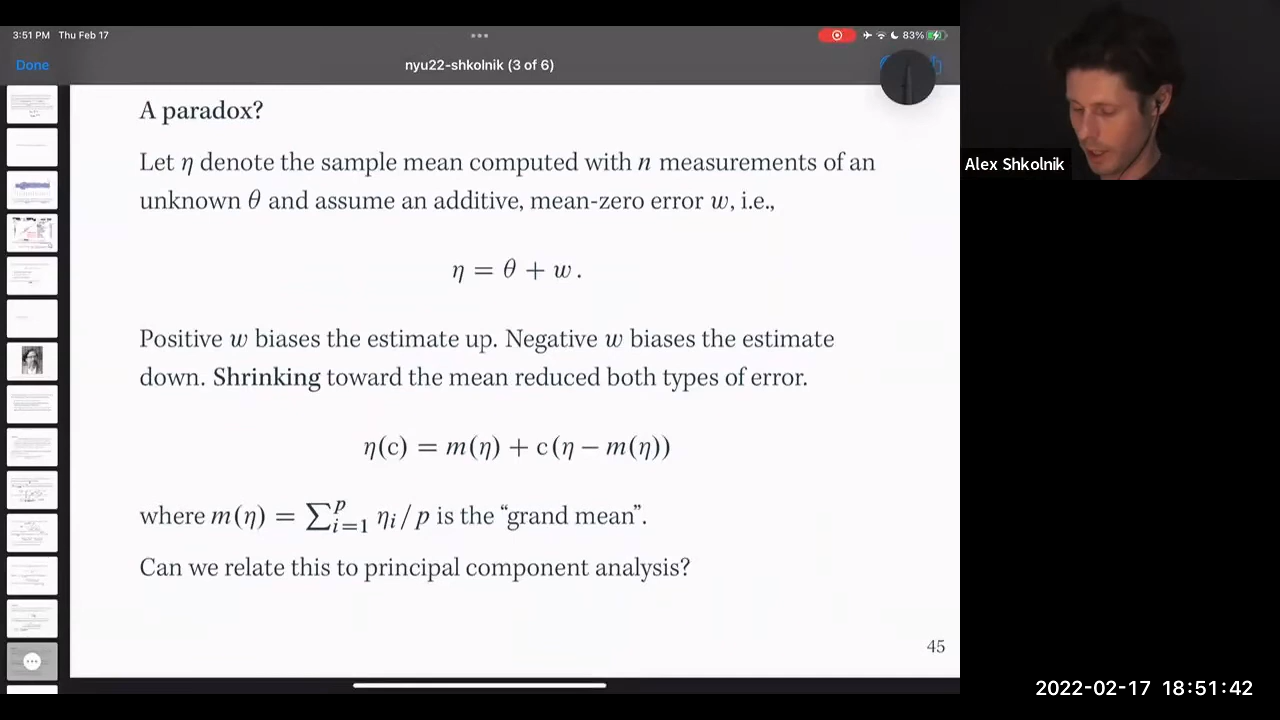 3:51 PM Thu Feb 17
83%
Done
nyu22-shkolnik (3 of 6)
A paradox?
Let η denote the sample mean computed with n measurements of an
unknown θ and assume an additive, mean-zero error w, i.e.,
η = θ + w.
Positive w biases the estimate up. Negative w biases the estimate
down. Shrinking toward the mean reduced both types of error.
η(c) = m(η) + c(η − m(η))
where m(η) = ∑ᵖᵢ₌₁ ηᵢ/p is the “grand mean”.
Can we relate this to principal component analysis?
45
Alex Shkolnik
2022-02-17 18:51:42